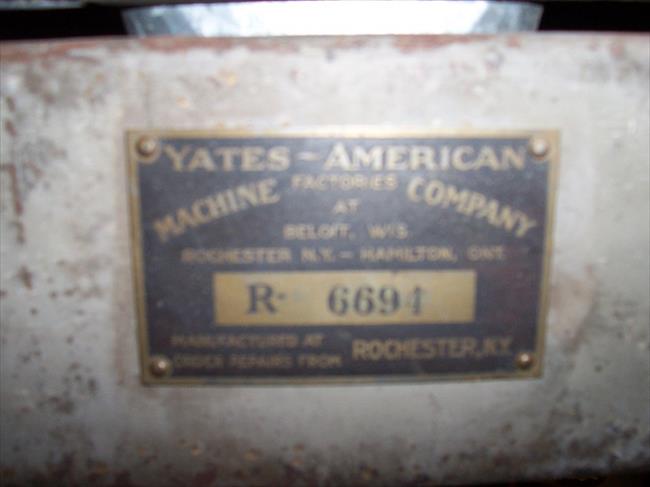 YATES - AMERICAN
MACHINE COMPANY
FACTORIES
AT
BELOIT, WIS
ROCHESTER N.Y. - HAMILTON, ONT.
R- 6694
MANUFACTURED AT
ORDER REPAIRS FROM
ROCHESTER, N.Y.